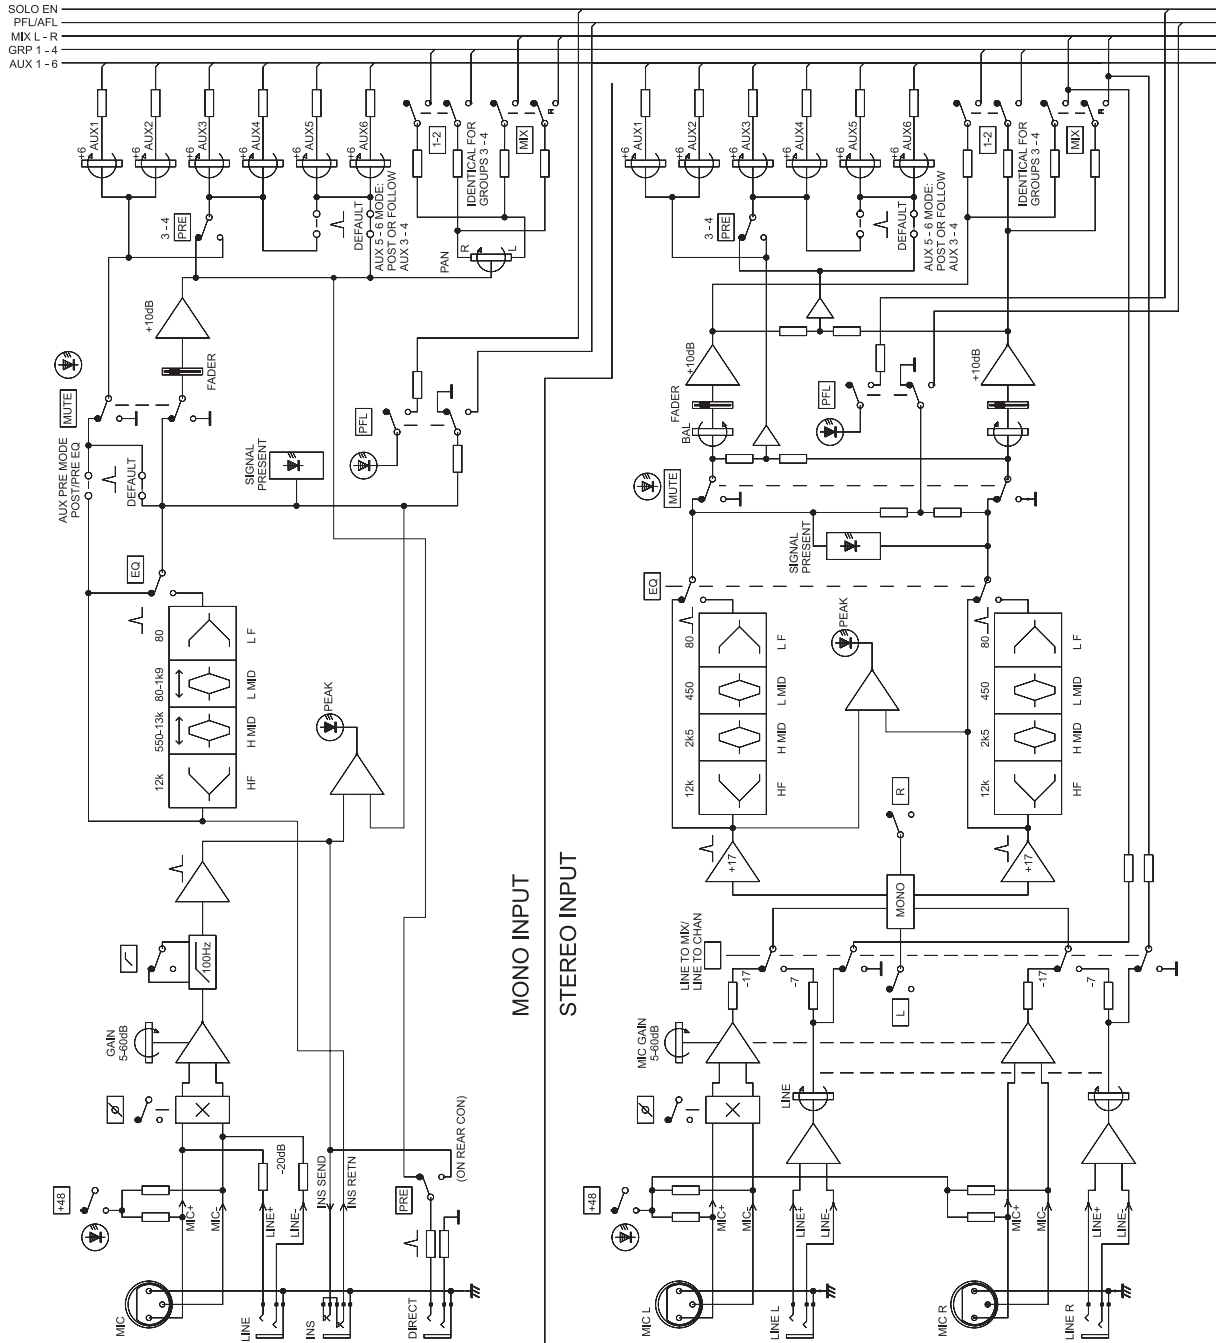 SOLO EN
PFL/AFL
MIX L - R
GRP 1 - 4
AUX 1 - 6
+6 AUX1
+6 AUX2
+6 AUX3
+6 AUX4
+6 AUX5
+6 AUX6
1-2
IDENTICAL FOR
GROUPS 3 - 4
MIX
3 - 4
PRE
DEFAULT
AUX 5 - 6 MODE:
POST OR FOLLOW
AUX 3 - 4
PAN
R
L
+10dB
FADER
MUTE
PFL
AUX PRE MODE
POST/PRE EQ
DEFAULT
SIGNAL
PRESENT
EQ
80
L F
80-1k9
L MID
550-13k
H MID
12k
HF
PEAK
100Hz
GAIN
5-60dB
-20dB
INS SEND
INS RETN
(ON REAR CON)
+48
MIC+
MIC-
LINE+
LINE-
PRE
MIC
LINE
INS
DIRECT
MONO INPUT
STEREO INPUT
+6 AUX1
+6 AUX2
+6 AUX3
+6 AUX4
+6 AUX5
+6 AUX6
1-2
IDENTICAL FOR
GROUPS 3 - 4
MIX
3 - 4
PRE
DEFAULT
AUX 5 - 6 MODE:
POST OR FOLLOW
AUX 3 - 4
+10dB
+10dB
FADER
BAL
PFL
MUTE
SIGNAL
PRESENT
EQ
PEAK
80
L F
450
L MID
2k5
H MID
12k
HF
80
L F
450
L MID
2k5
H MID
12k
HF
R
+17
+17
MONO
LINE TO MIX/
LINE TO CHAN
-17
-7
L
-17
-7
MIC GAIN
5-60dB
LINE
+48
MIC+
MIC-
LINE+
LINE-
MIC+
MIC-
LINE+
LINE-
MIC L
LINE L
MIC R
LINE R